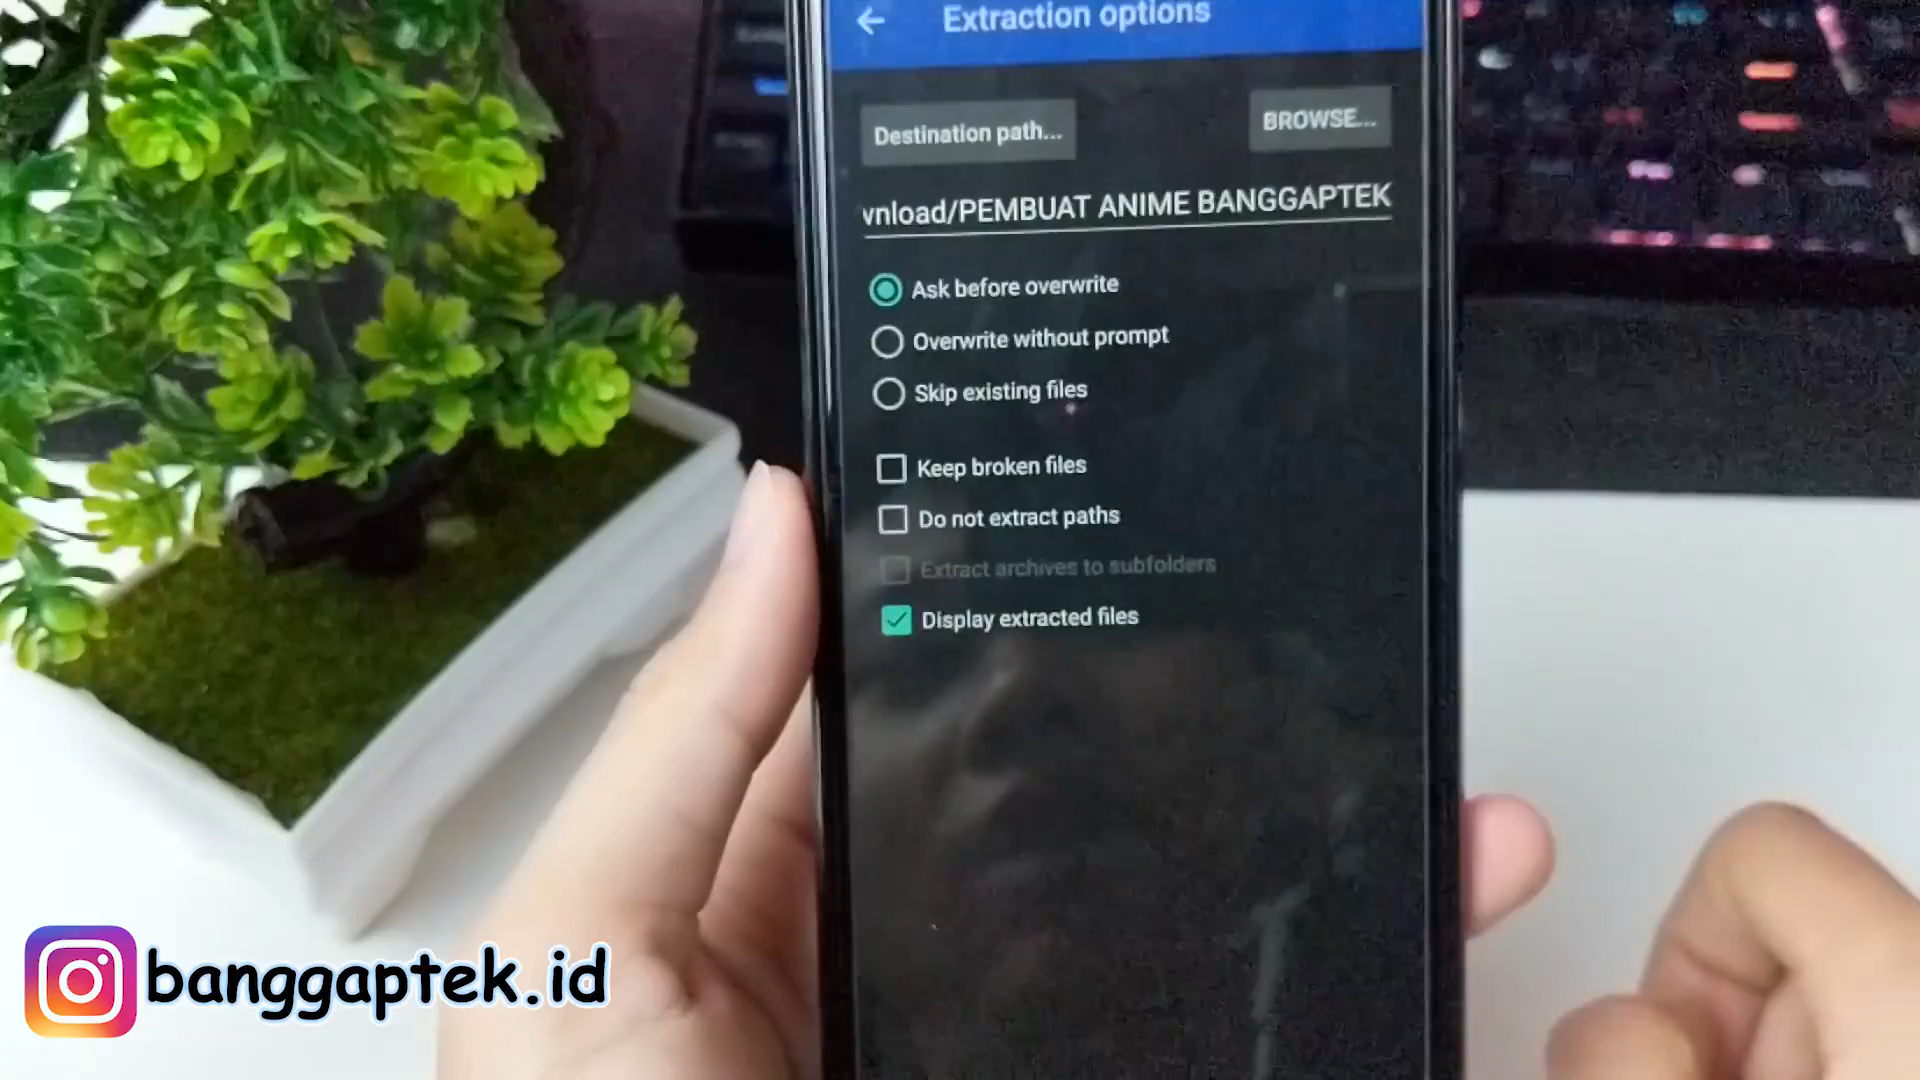 Extraction options
Destination path...
BROWSE...
vnload/PEMBUAT ANIME BANGGAPTEK
Ask before overwrite
Overwrite without prompt
Skip existing files
Keep broken files
Do not extract paths
Extract archives to subfolders
Display extracted files
banggaptek.id